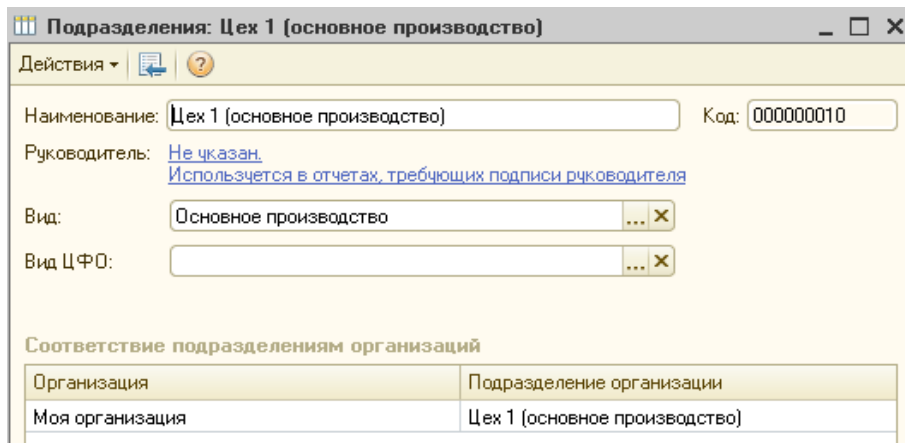 Подразделения: Цех 1 (основное производство)
Действия
Наименование: Цех 1 (основное производство) Код: 000000010
Руководитель: Не указан.
Используется в отчетах, требующих подписи руководителя
Вид: Основное производство ...
Вид ЦФО: ...
Соответствие подразделениям организаций
Организация Подразделение организации
Моя организация Цех 1 (основное производство)